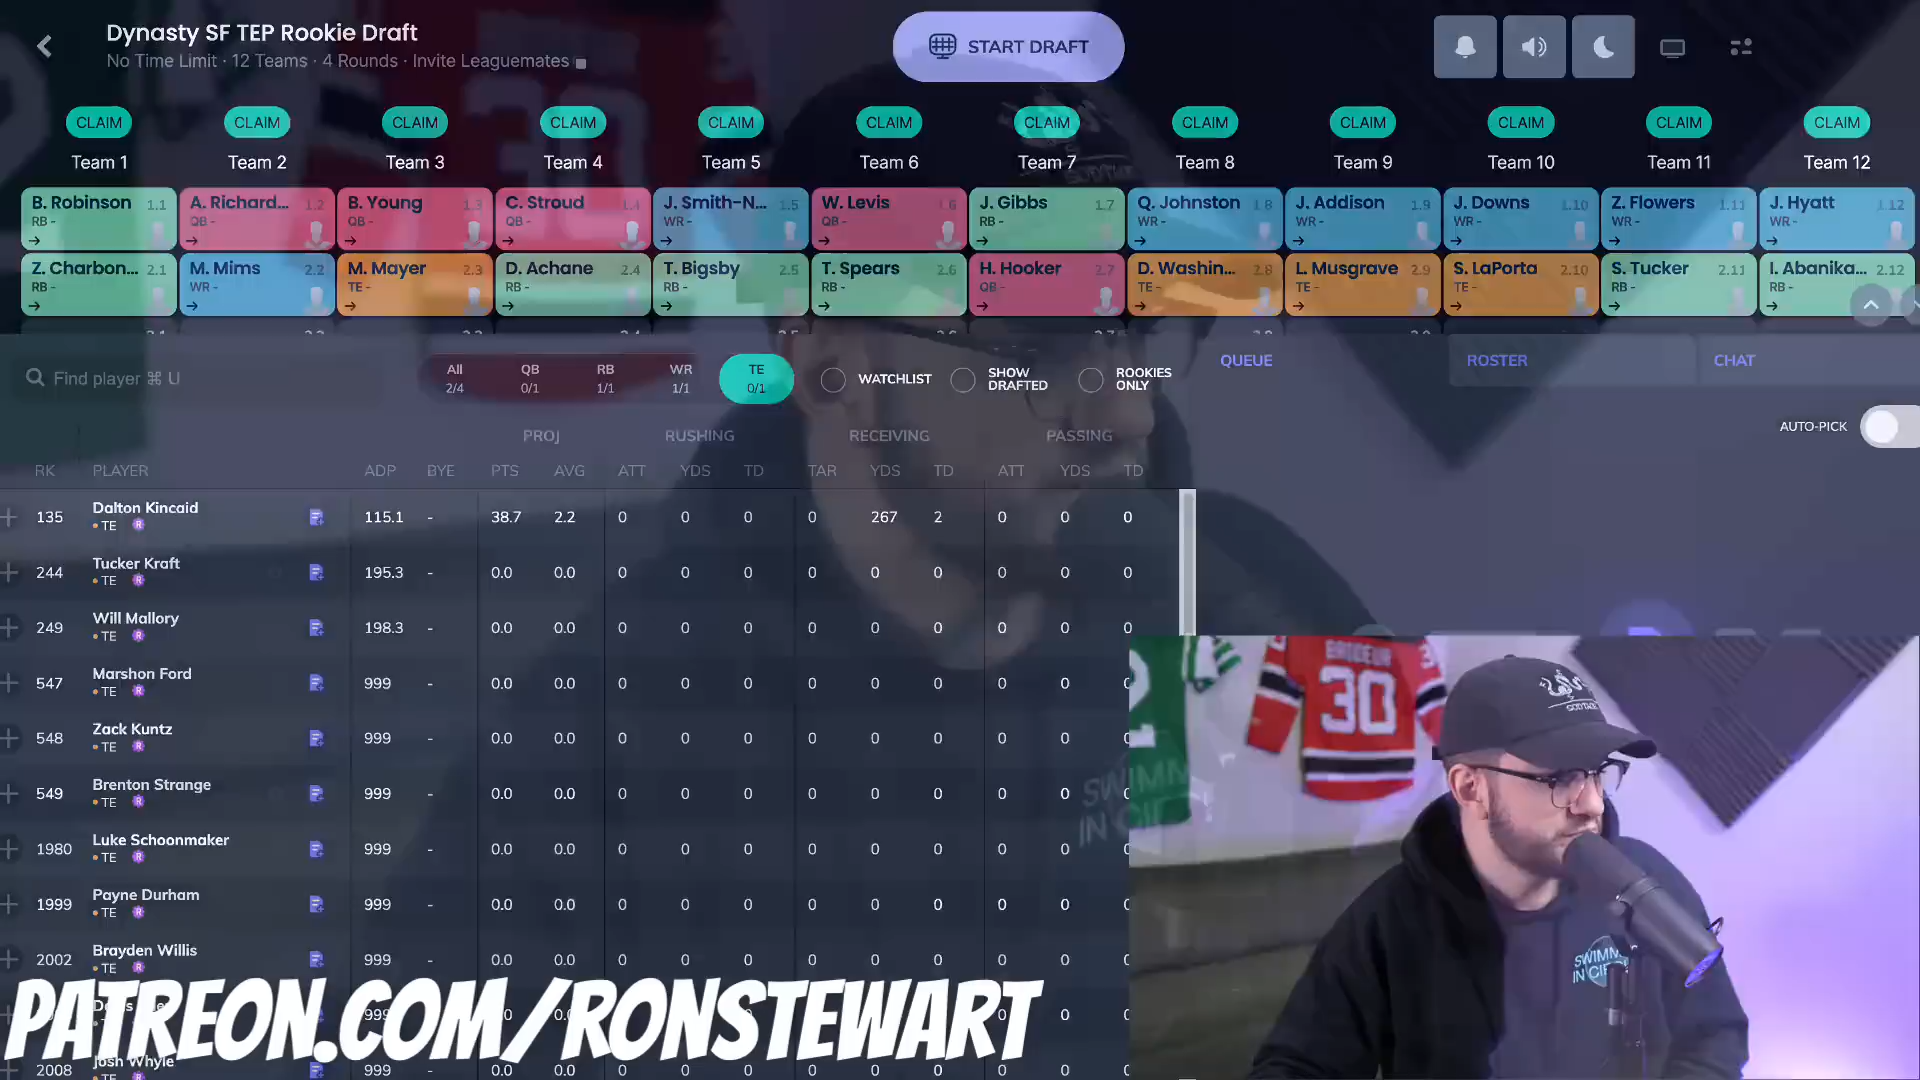 Dynasty SF TEP Rookie Draft
No Time Limit · 12 Teams · 4 Rounds · Invite Leaguemates
START DRAFT
CLAIM CLAIM CLAIM CLAIM CLAIM CLAIM CLAIM CLAIM CLAIM CLAIM CLAIM CLAIM
Team 1 Team 2 Team 3 Team 4 Team 5 Team 6 Team 7 Team 8 Team 9 Team 10 Team 11 Team 12
B. Robinson 1.1 A. Richard... 1.2 B. Young 1.3 C. Stroud 1.4 J. Smith-N... 1.5 W. Levis 1.6 J. Gibbs 1.7 Q. Johnston 1.8 J. Addison 1.9 J. Downs 1.10 Z. Flowers 1.11 J. Hyatt 1.12
RB - QB - QB - QB - WR - QB - RB - WR - WR - WR - WR - WR -
Z. Charbon... 2.1 M. Mims 2.2 M. Mayer 2.3 D. Achane 2.4 T. Bigsby 2.5 T. Spears 2.6 H. Hooker 2.7 D. Washin... 2.8 L. Musgrave 2.9 S. LaPorta 2.10 S. Tucker 2.11 I. Abanika... 2.12
RB - WR - TE - RB - RB - RB - QB - TE - TE - TE - RB - RB -
Find player ⌘ U
All QB RB WR TE
2/4 0/1 1/1 1/1 0/1
WATCHLIST SHOW DRAFTED ROOKIES ONLY
QUEUE ROSTER CHAT
AUTO-PICK
PROJ RUSHING RECEIVING PASSING
RK PLAYER ADP BYE PTS AVG ATT YDS TD TAR YDS TD ATT YDS TD
135 Dalton Kincaid TE R 115.1 - 38.7 2.2 0 0 0 0 267 2 0 0 0
244 Tucker Kraft TE R 195.3 - 0.0 0.0 0 0 0 0 0 0 0 0 0
249 Will Mallory TE R 198.3 - 0.0 0.0 0 0 0 0 0 0 0 0 0
547 Marshon Ford TE R 999 - 0.0 0.0 0 0 0 0 0 0 0 0
548 Zack Kuntz TE R 999 - 0.0 0.0 0 0 0 0 0 0 0 0
549 Brenton Strange TE R 999 - 0.0 0.0 0 0 0 0 0 0 0 0
1980 Luke Schoonmaker TE R 999 - 0.0 0.0 0 0 0 0 0 0 0 0
1999 Payne Durham TE R 999 - 0.0 0.0 0 0 0 0 0 0 0 0
2002 Brayden Willis TE R 999 - 0.0 0.0 0 0 0 0 0 0 0 0
2008 Josh Whyle TE 999 - 0.0 0.0 0 0 0 0 0 0 0 0
PATREON.COM/RONSTEWART
BRODEUR
30
SWIMM
IN CI